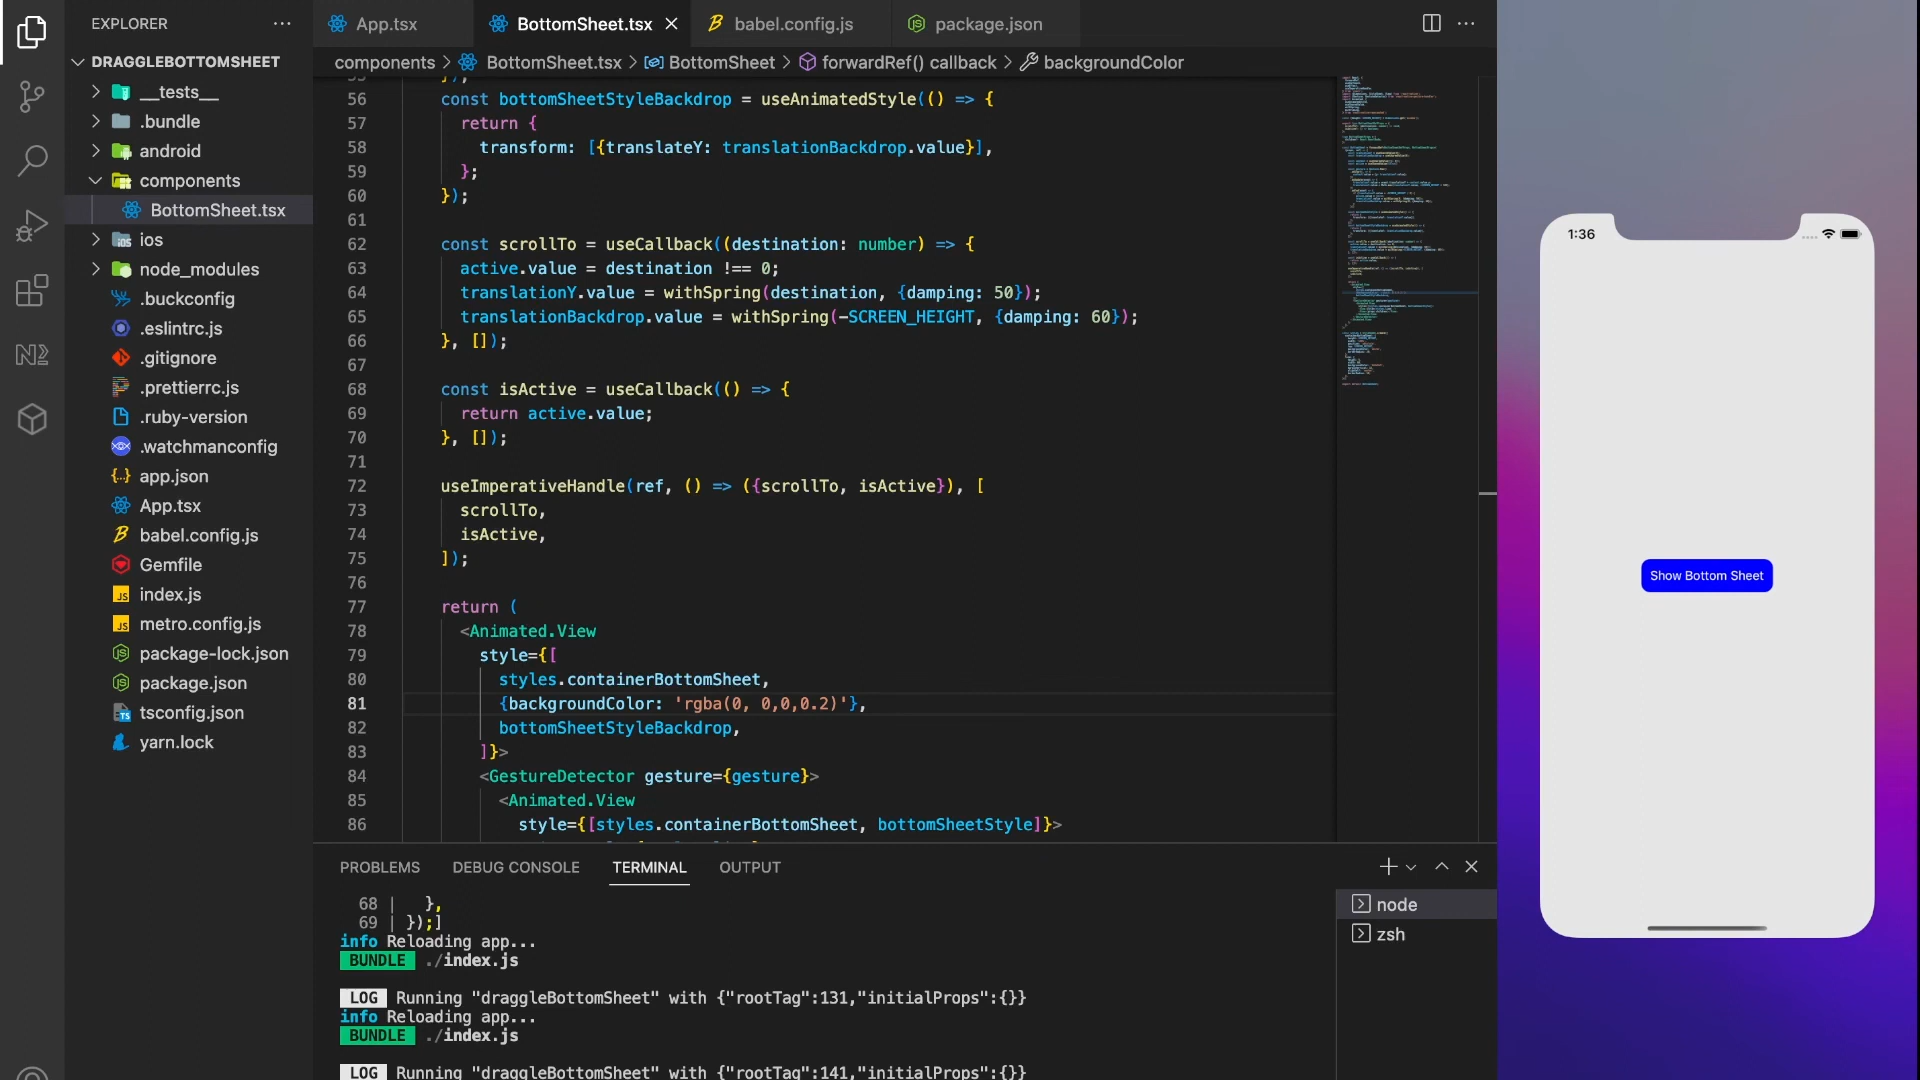 EXPLORER
DRAGGLEBOTTOMSHEET
__tests__
.bundle
android
components
BottomSheet.tsx
ios
node_modules
.buckconfig
.eslintrc.js
.gitignore
.prettierrc.js
.ruby-version
.watchmanconfig
app.json
App.tsx
babel.config.js
Gemfile
index.js
metro.config.js
package-lock.json
package.json
tsconfig.json
yarn.lock
App.tsx
BottomSheet.tsx
babel.config.js
package.json
components > BottomSheet.tsx > BottomSheet > forwardRef() callback > backgroundColor
56 const bottomSheetStyleBackdrop = useAnimatedStyle(() => {
57 return {
58 transform: [{translateY: translationBackdrop.value}],
59 };
60 });
61
62 const scrollTo = useCallback((destination: number) => {
63 active.value = destination !== 0;
64 translationY.value = withSpring(destination, {damping: 50});
65 translationBackdrop.value = withSpring(-SCREEN_HEIGHT, {damping: 60});
66 }, []);
67
68 const isActive = useCallback(() => {
69 return active.value;
70 }, []);
71
72 useImperativeHandle(ref, () => ({scrollTo, isActive}), [
73 scrollTo,
74 isActive,
75 ]);
76
77 return (
78 <Animated.View
79 style={[
80 styles.containerBottomSheet,
81 {backgroundColor: 'rgba(0, 0,0,0.2)'},
82 bottomSheetStyleBackdrop,
83 ]}>
84 <GestureDetector gesture={gesture}>
85 <Animated.View
86 style={[styles.containerBottomSheet, bottomSheetStyle]}>
PROBLEMS DEBUG CONSOLE TERMINAL OUTPUT
68 | },
69 | });]
info Reloading app...
BUNDLE ./index.js
LOG Running "draggleBottomSheet" with {"rootTag":131,"initialProps":{}}
info Reloading app...
BUNDLE ./index.js
LOG Running "draggleBottomSheet" with {"rootTag":141,"initialProps":{}}
node
zsh
1:36
Show Bottom Sheet